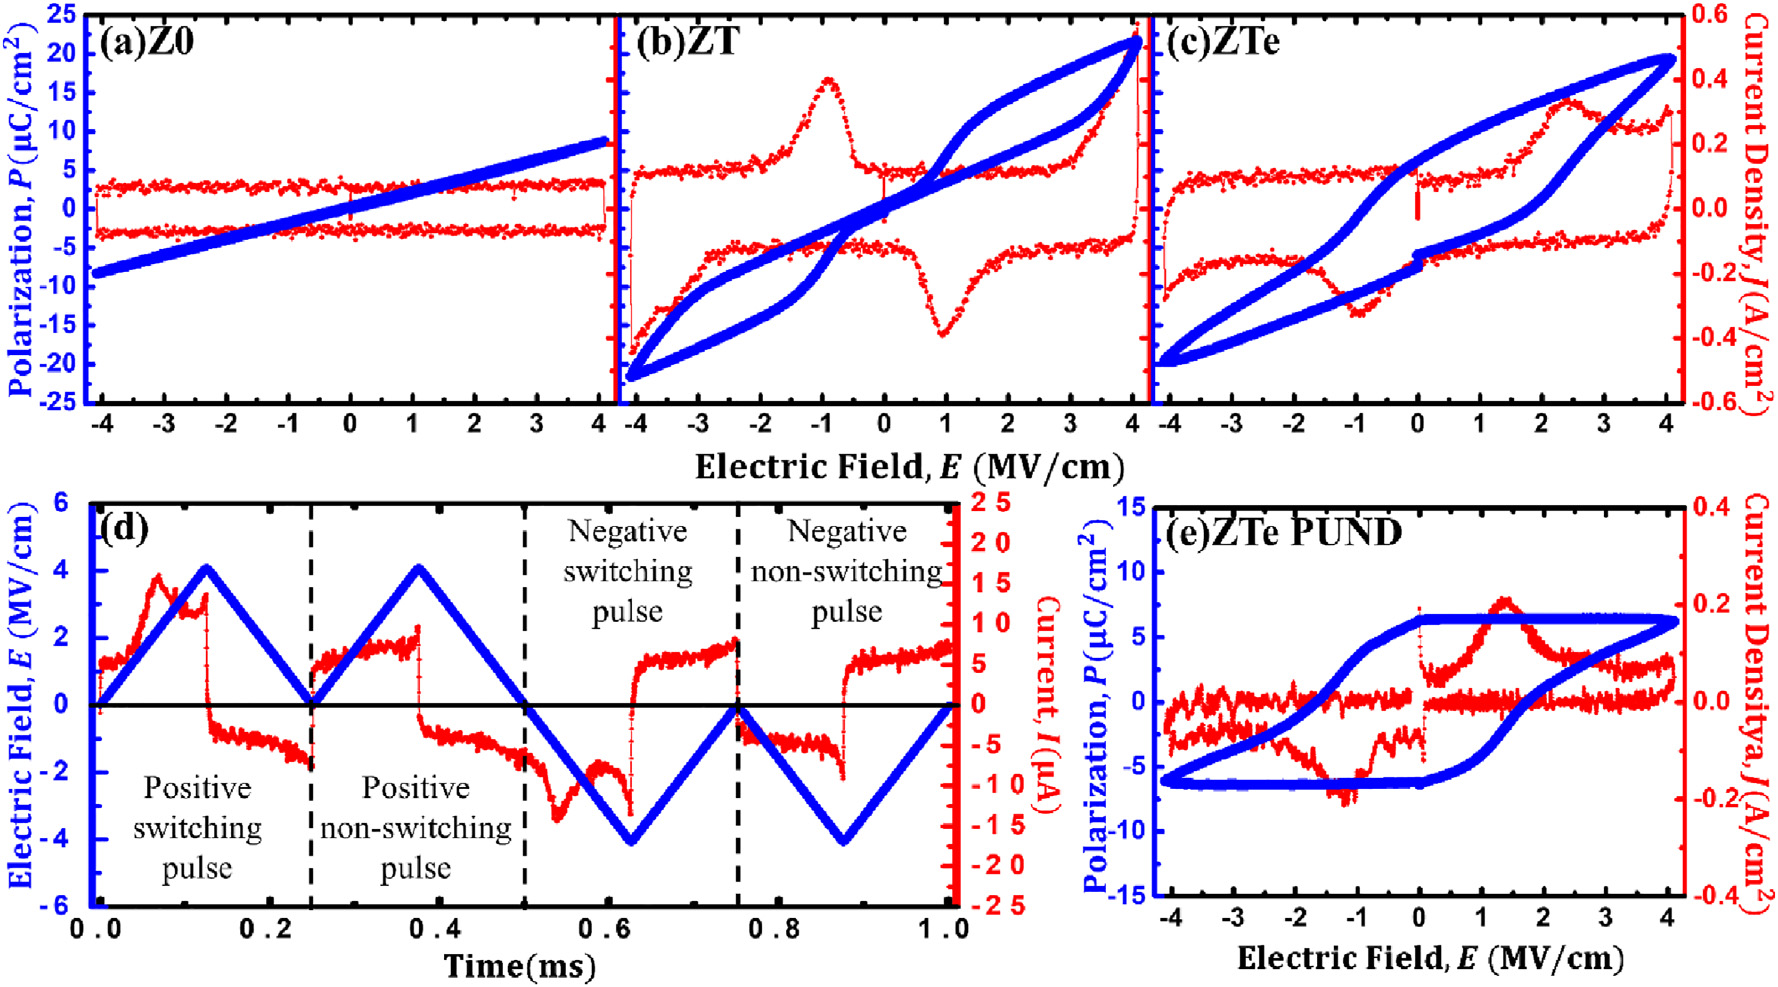 (a)Z0
(b)ZT
(c)ZTe
Polarization, P (μC/cm²)
25
20
15
10
5
0
-5
-10
-15
-20
-25
-4 -3 -2 -1 0 1 2 3 4
-4 -3 -2 -1 0 1 2 3 4
-4 -3 -2 -1 0 1 2 3 4
0.6
0.4
0.2
0.0
-0.2
-0.4
-0.6
Current Density, J (A/cm²)
Electric Field, E (MV/cm)
(d)
Electric Field, E (MV/cm)
6
4
2
0
-2
-4
-6
Negative
switching
pulse
Negative
non-switching
pulse
Positive
switching
pulse
Positive
non-switching
pulse
25
20
15
10
5
0
-5
-10
-15
-20
-25
Current, I (μA)
0.0 0.2 0.4 0.6 0.8 1.0
Time(ms)
(e)ZTe PUND
Polarization, P (μC/cm²)
15
10
5
0
-5
-10
-15
0.4
0.2
0.0
-0.2
-0.4
Current Densitya, J (A/cm²)
-4 -3 -2 -1 0 1 2 3 4
Electric Field, E (MV/cm)